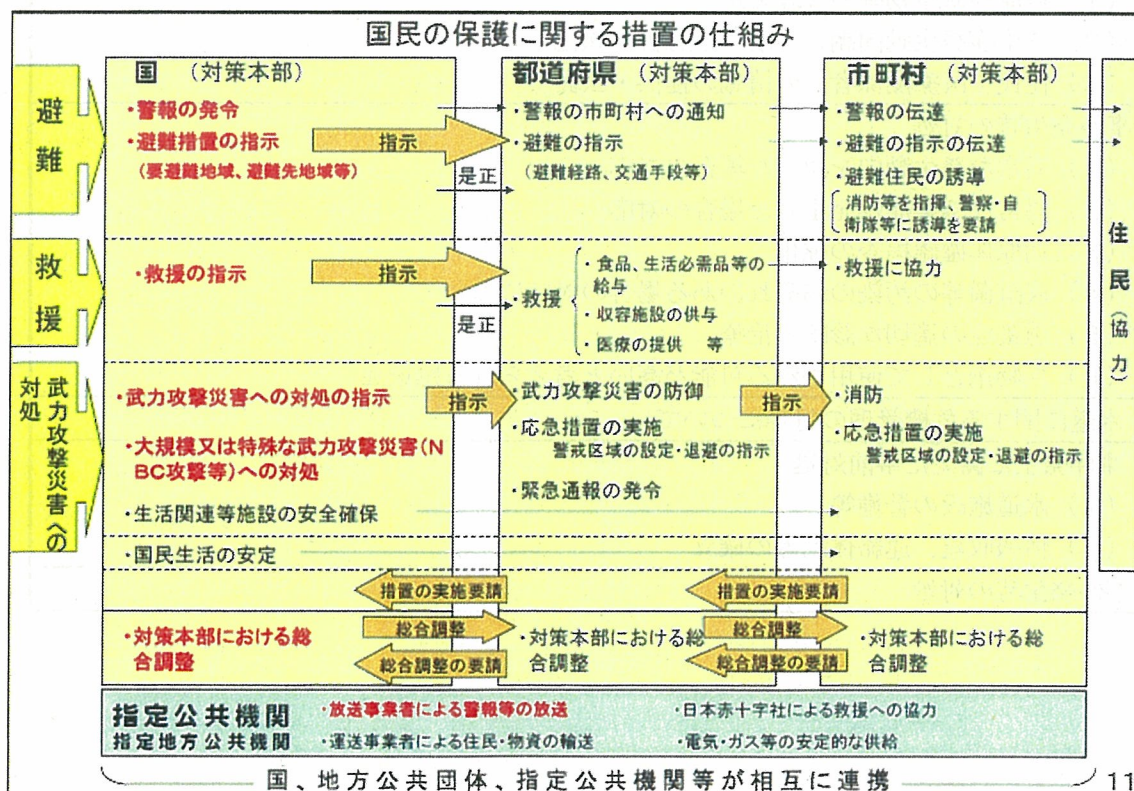 国民の保護に関する措置の仕組み
国 （対策本部）
都道府県 （対策本部）
市町村 （対策本部）
避難
・警報の発令
・避難措置の指示
（要避難地域、避難先地域等）
指示
是正
・警報の市町村への通知
・避難の指示
（避難経路、交通手段等）
・警報の伝達
・避難の指示の伝達
・避難住民の誘導
消防等を指揮、警察・自
衛隊等に誘導を要請
救援
・救援の指示
指示
是正
・救援
・食品、生活必需品等の
給与
・収容施設の供与
・医療の提供 等
・救援に協力
武力攻撃災害への
対処
・武力攻撃災害への対処の指示
・大規模又は特殊な武力攻撃災害（N
BC攻撃等）への対処
・生活関連等施設の安全確保
・国民生活の安定
指示
・武力攻撃災害の防御
・応急措置の実施
警戒区域の設定・退避の指示
・緊急通報の発令
指示
・消防
・応急措置の実施
警戒区域の設定・退避の指示
措置の実施要請
措置の実施要請
・対策本部における総
合調整
総合調整
総合調整の要請
・対策本部における総
合調整
総合調整
総合調整の要請
・対策本部における総
合調整
住民（協力）
指定公共機関
指定地方公共機関
・放送事業者による警報等の放送
・日本赤十字社による救援への協力
・運送事業者による住民・物資の輸送
・電気・ガス等の安定的な供給
国、地方公共団体、指定公共機関等が相互に連携
11